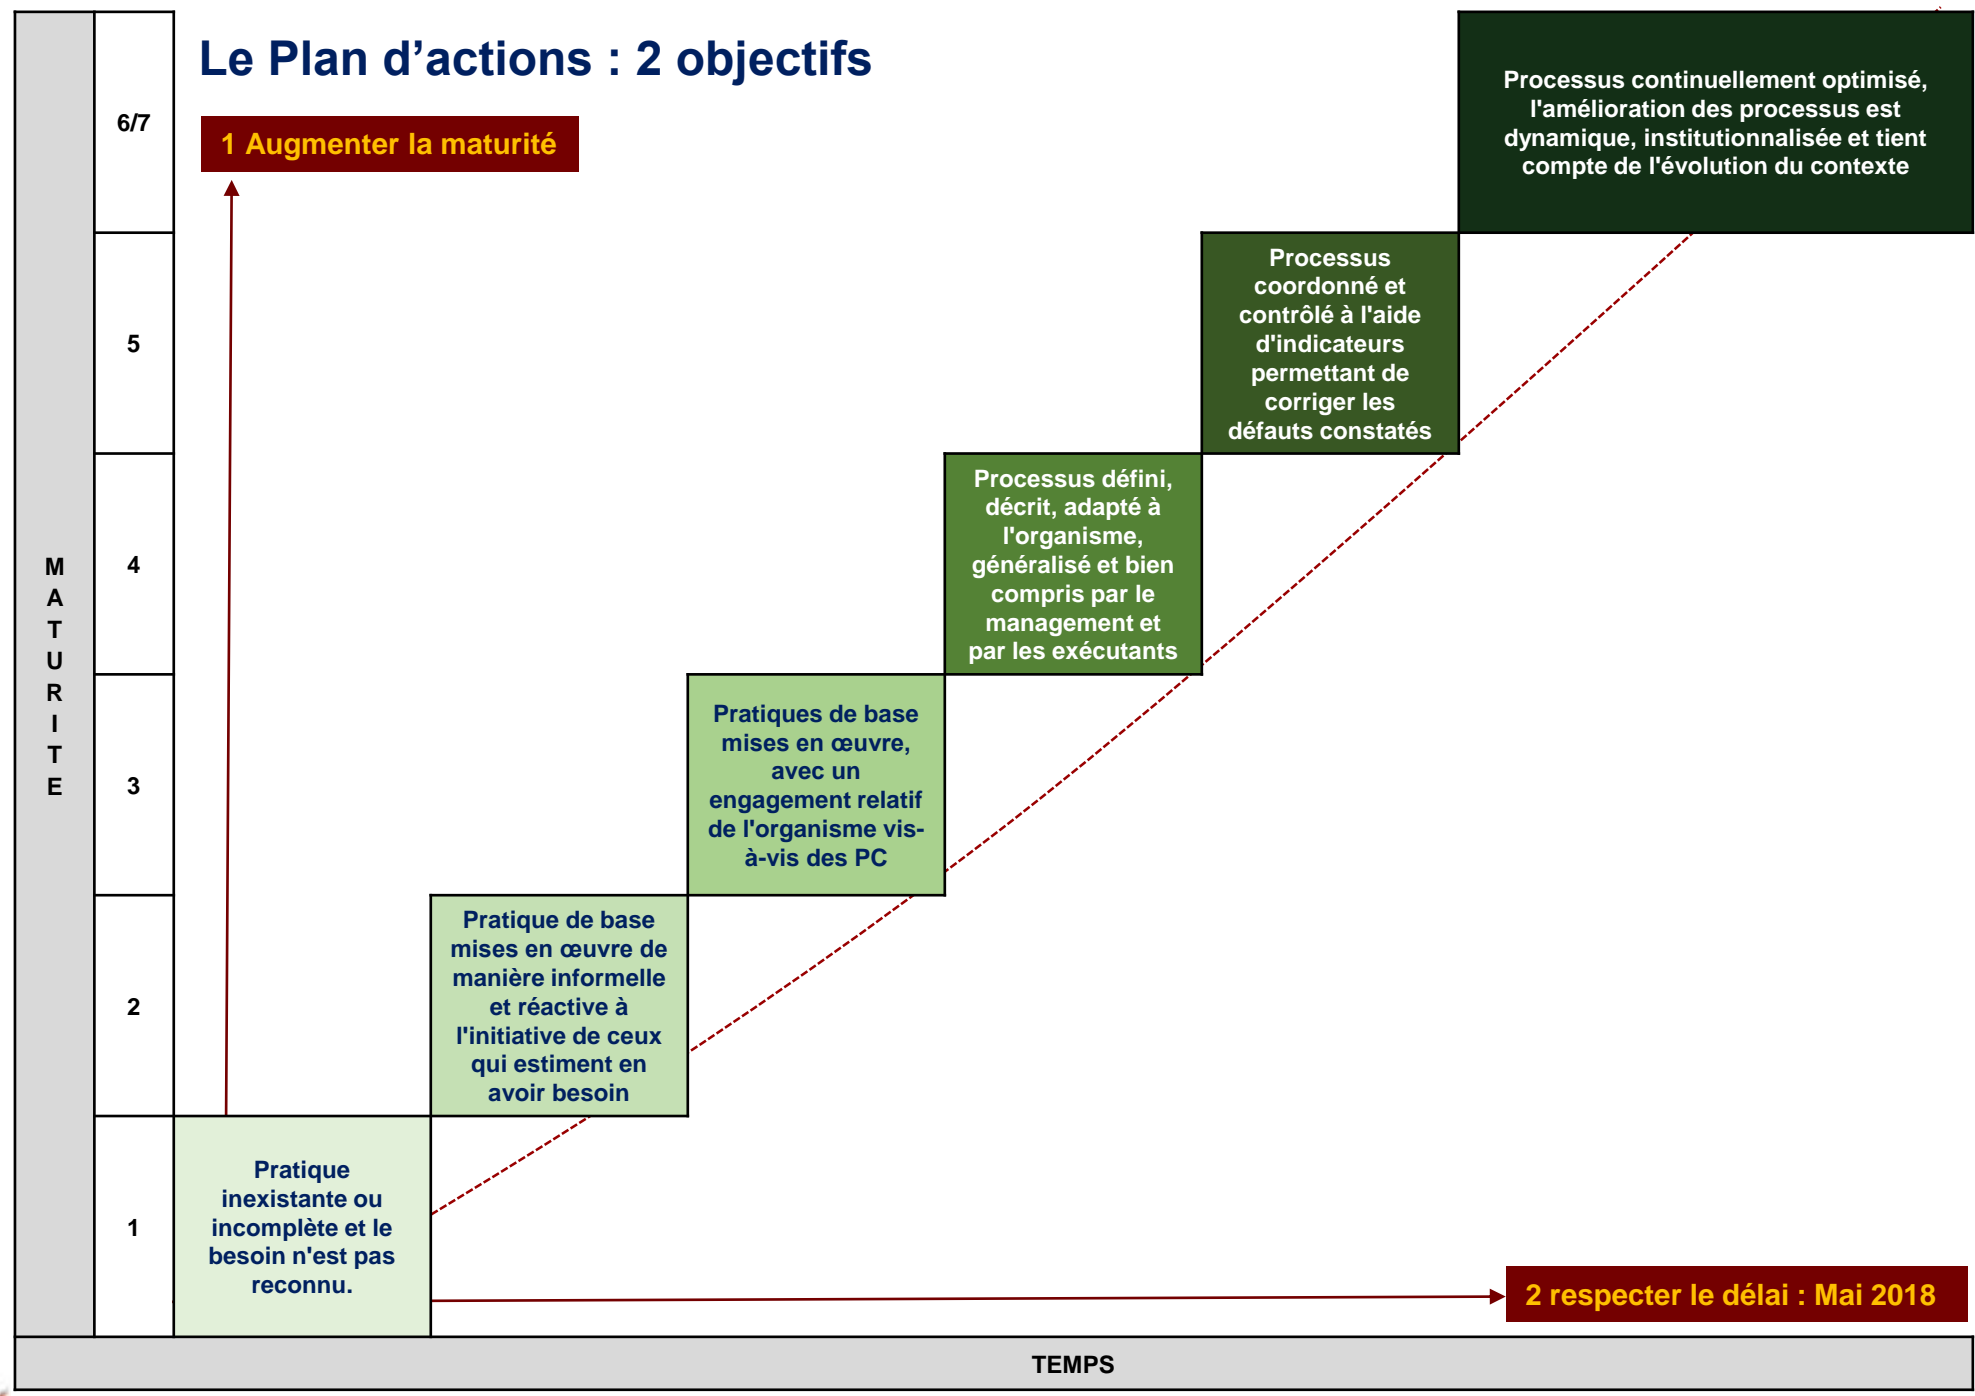 Le Plan d’actions : 2 objectifs
1 Augmenter la maturité
6/7
Processus continuellement optimisé,
l'amélioration des processus est
dynamique, institutionnalisée et tient
compte de l'évolution du contexte
5
Processus
coordonné et
contrôlé à l'aide
d'indicateurs
permettant de
corriger les
défauts constatés
4
Processus défini,
décrit, adapté à
l'organisme,
généralisé et bien
compris par le
management et
par les exécutants
3
Pratiques de base
mises en œuvre,
avec un
engagement relatif
de l'organisme vis-
à-vis des PC
2
Pratique de base
mises en œuvre de
manière informelle
et réactive à
l'initiative de ceux
qui estiment en
avoir besoin
1
Pratique
inexistante ou
incomplète et le
besoin n'est pas
reconnu.
M
A
T
U
R
I
T
E
2 respecter le délai : Mai 2018
TEMPS